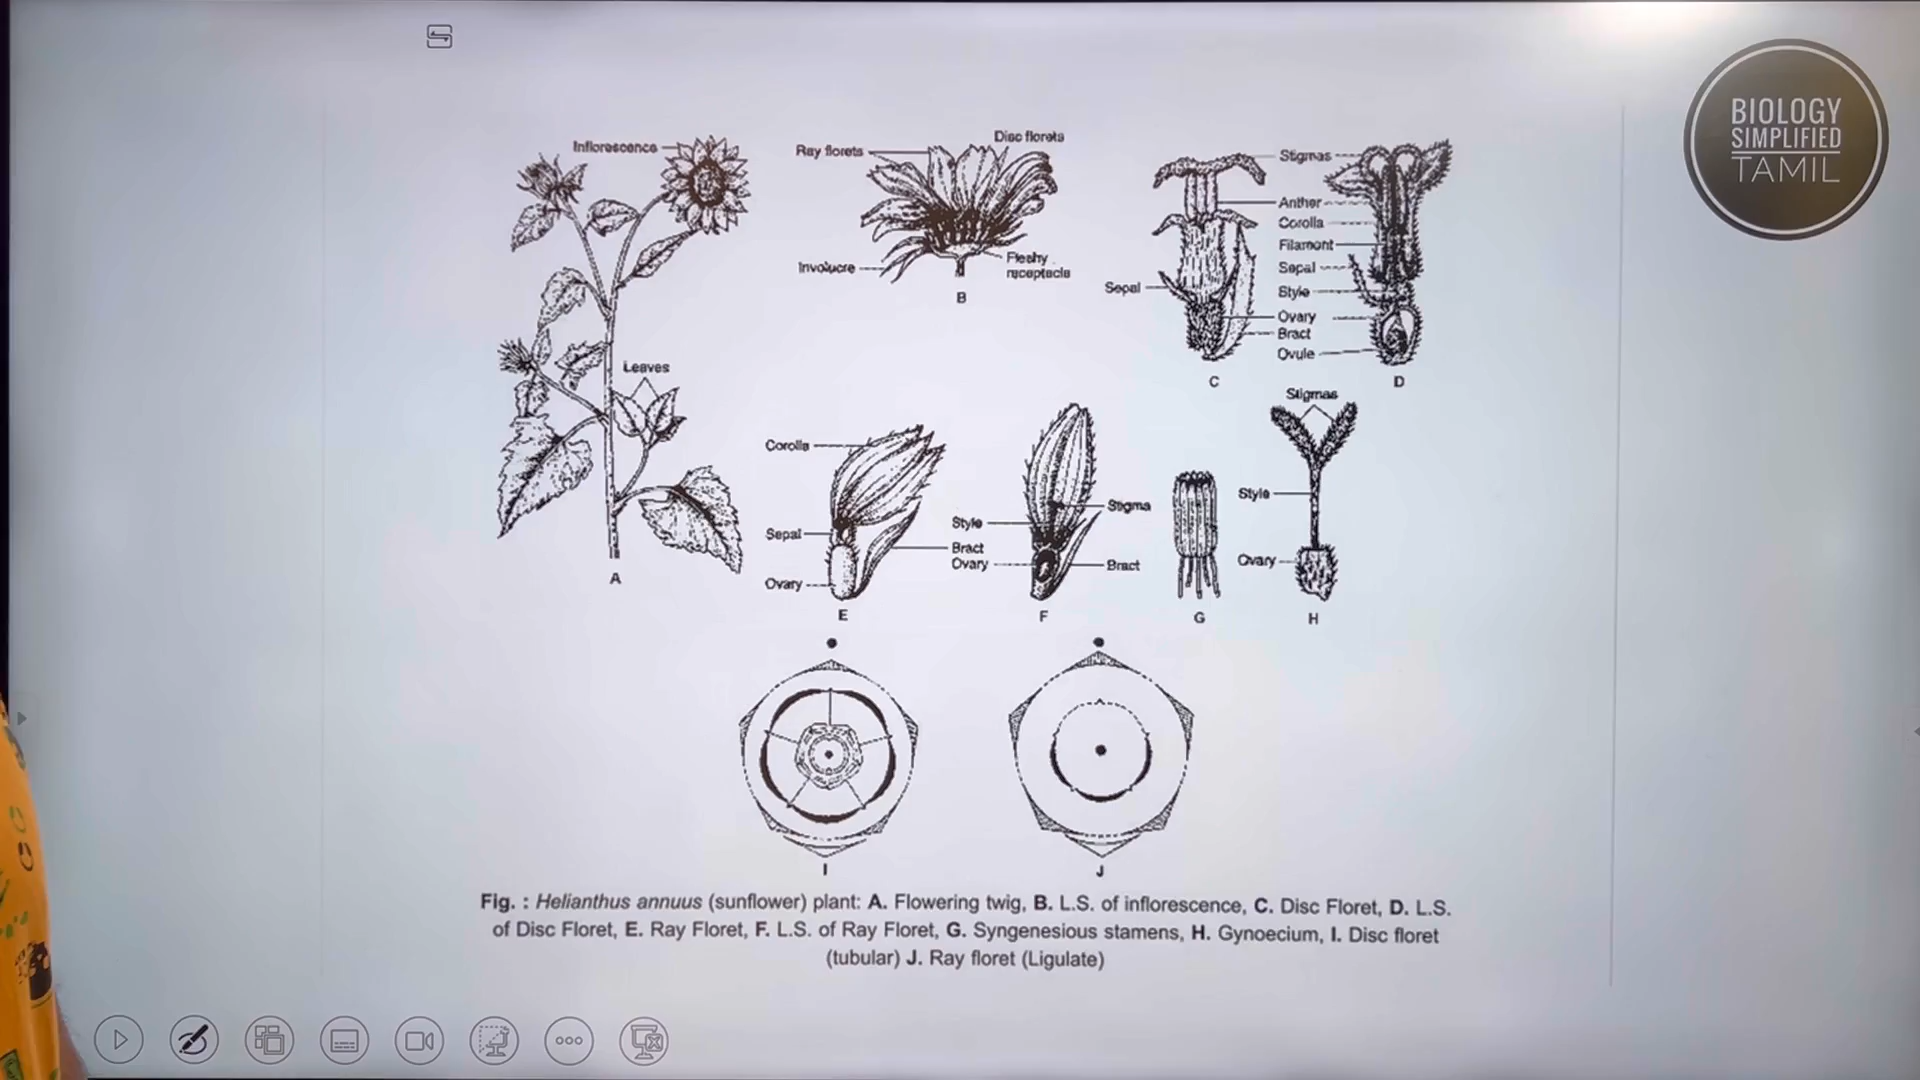 BIOLOGY
SIMPLIFIED
TAMIL
Inflorescence
Leaves
A
Ray florets
Disc florets
Involucre
Fleshy
receptacle
B
Sepal
C
Stigmas
Anther
Corolla
Filament
Sepal
Style
Ovary
Bract
Ovule
D
Corolla
Sepal
Ovary
Bract
E
Style
Ovary
Stigma
Bract
F
G
Stigmas
Style
Ovary
H
I
J
Fig. : Helianthus annuus (sunflower) plant: A. Flowering twig, B. L.S. of inflorescence, C. Disc Floret, D. L.S.
of Disc Floret, E. Ray Floret, F. L.S. of Ray Floret, G. Syngenesious stamens, H. Gynoecium, I. Disc floret
(tubular) J. Ray floret (Ligulate)